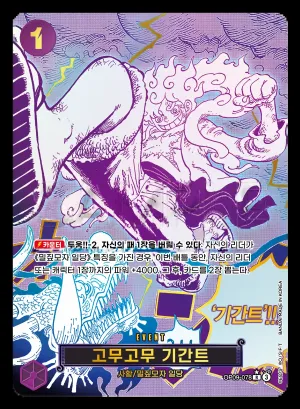 1
카운터 두웅!!-2, 자신의 패 1장을 버릴 수 있다: 자신의 리더가
《밀짚모자 일당》 특징을 가진 경우, 이번 배틀 동안, 자신의 리더
또는 캐릭터 1장까지의 파워 +4000. 그 후, 카드를 2장 뽑는다.
"기간트"!!
EVENT
고무고무 기간트
사황/밀짚모자 일당
OP09-078 R 3